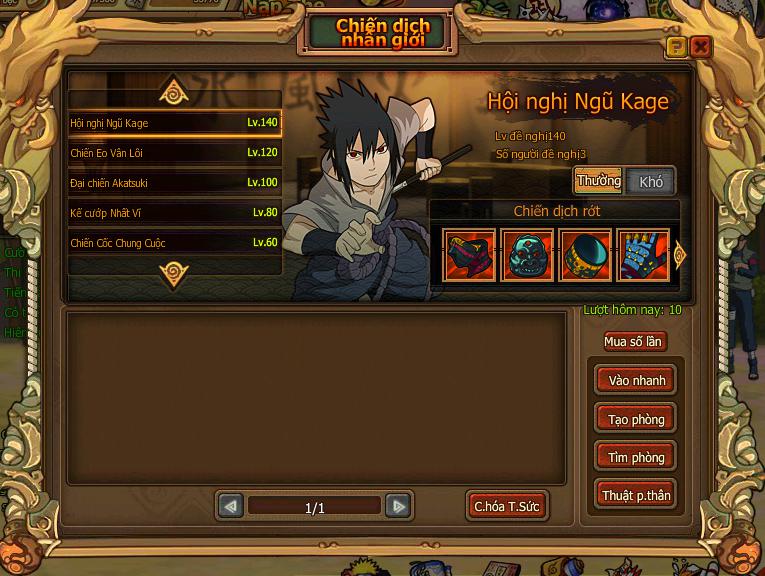 Chiến dịch
nhẫn giới
?
Hội nghị Ngũ Kage Lv.140
Chiến Eo Vân Lôi Lv.120
Đại chiến Akatsuki Lv.100
Kế cướp Nhất Vĩ Lv.80
Chiến Cốc Chung Cuộc Lv.60
Hội nghị Ngũ Kage
Lv đề nghị140
Số người đề nghị3
Thường Khó
Chiến dịch rớt
Lượt hôm nay: 10
Mua số lần
Vào nhanh
Tạo phòng
Tìm phòng
Thuật p.thân
1/1
C.hóa T.Sức